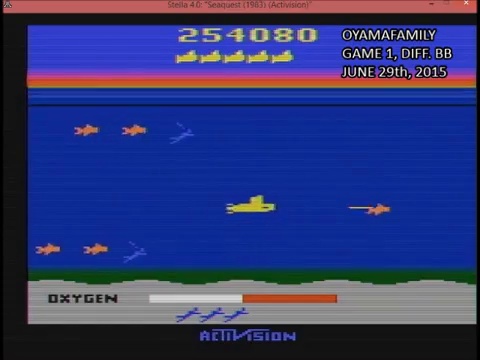 Stella 4.0: "Seaquest (1983) (Activision)"
254080
OYAMAFAMILY
GAME 1, DIFF. BB
JUNE 29th, 2015
OXYGEN
ACTIVISION